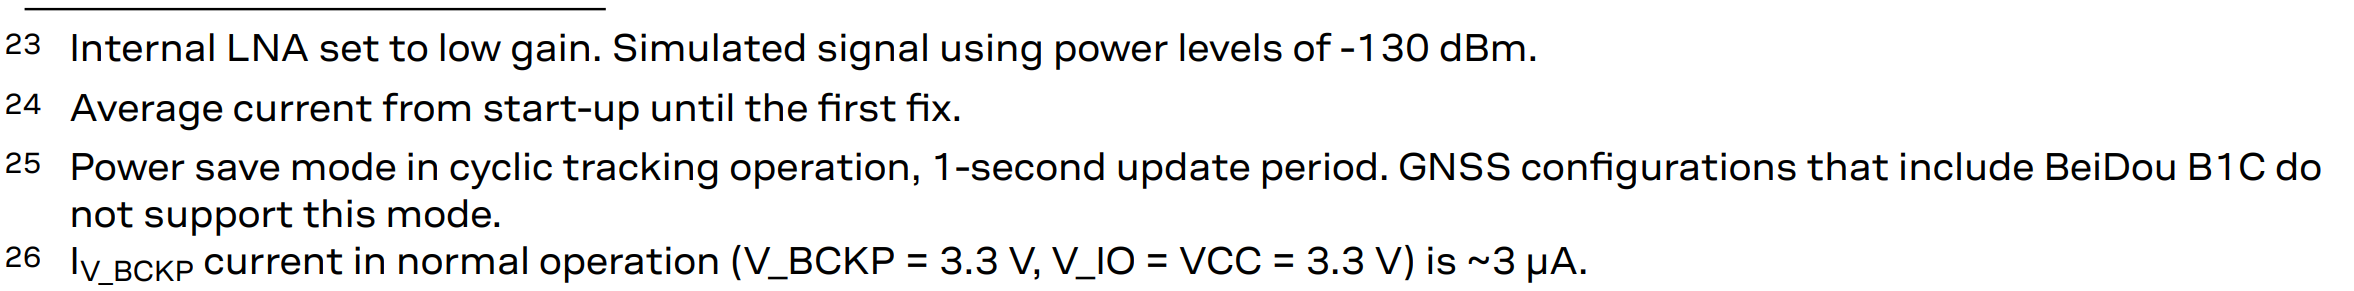 23 Internal LNA set to low gain. Simulated signal using power levels of -130 dBm.
24 Average current from start-up until the first fix.
25 Power save mode in cyclic tracking operation, 1-second update period. GNSS configurations that include BeiDou B1C do
not support this mode.
26 IV_BCKP current in normal operation (V_BCKP = 3.3 V, V_IO = VCC = 3.3 V) is ~3 µA.